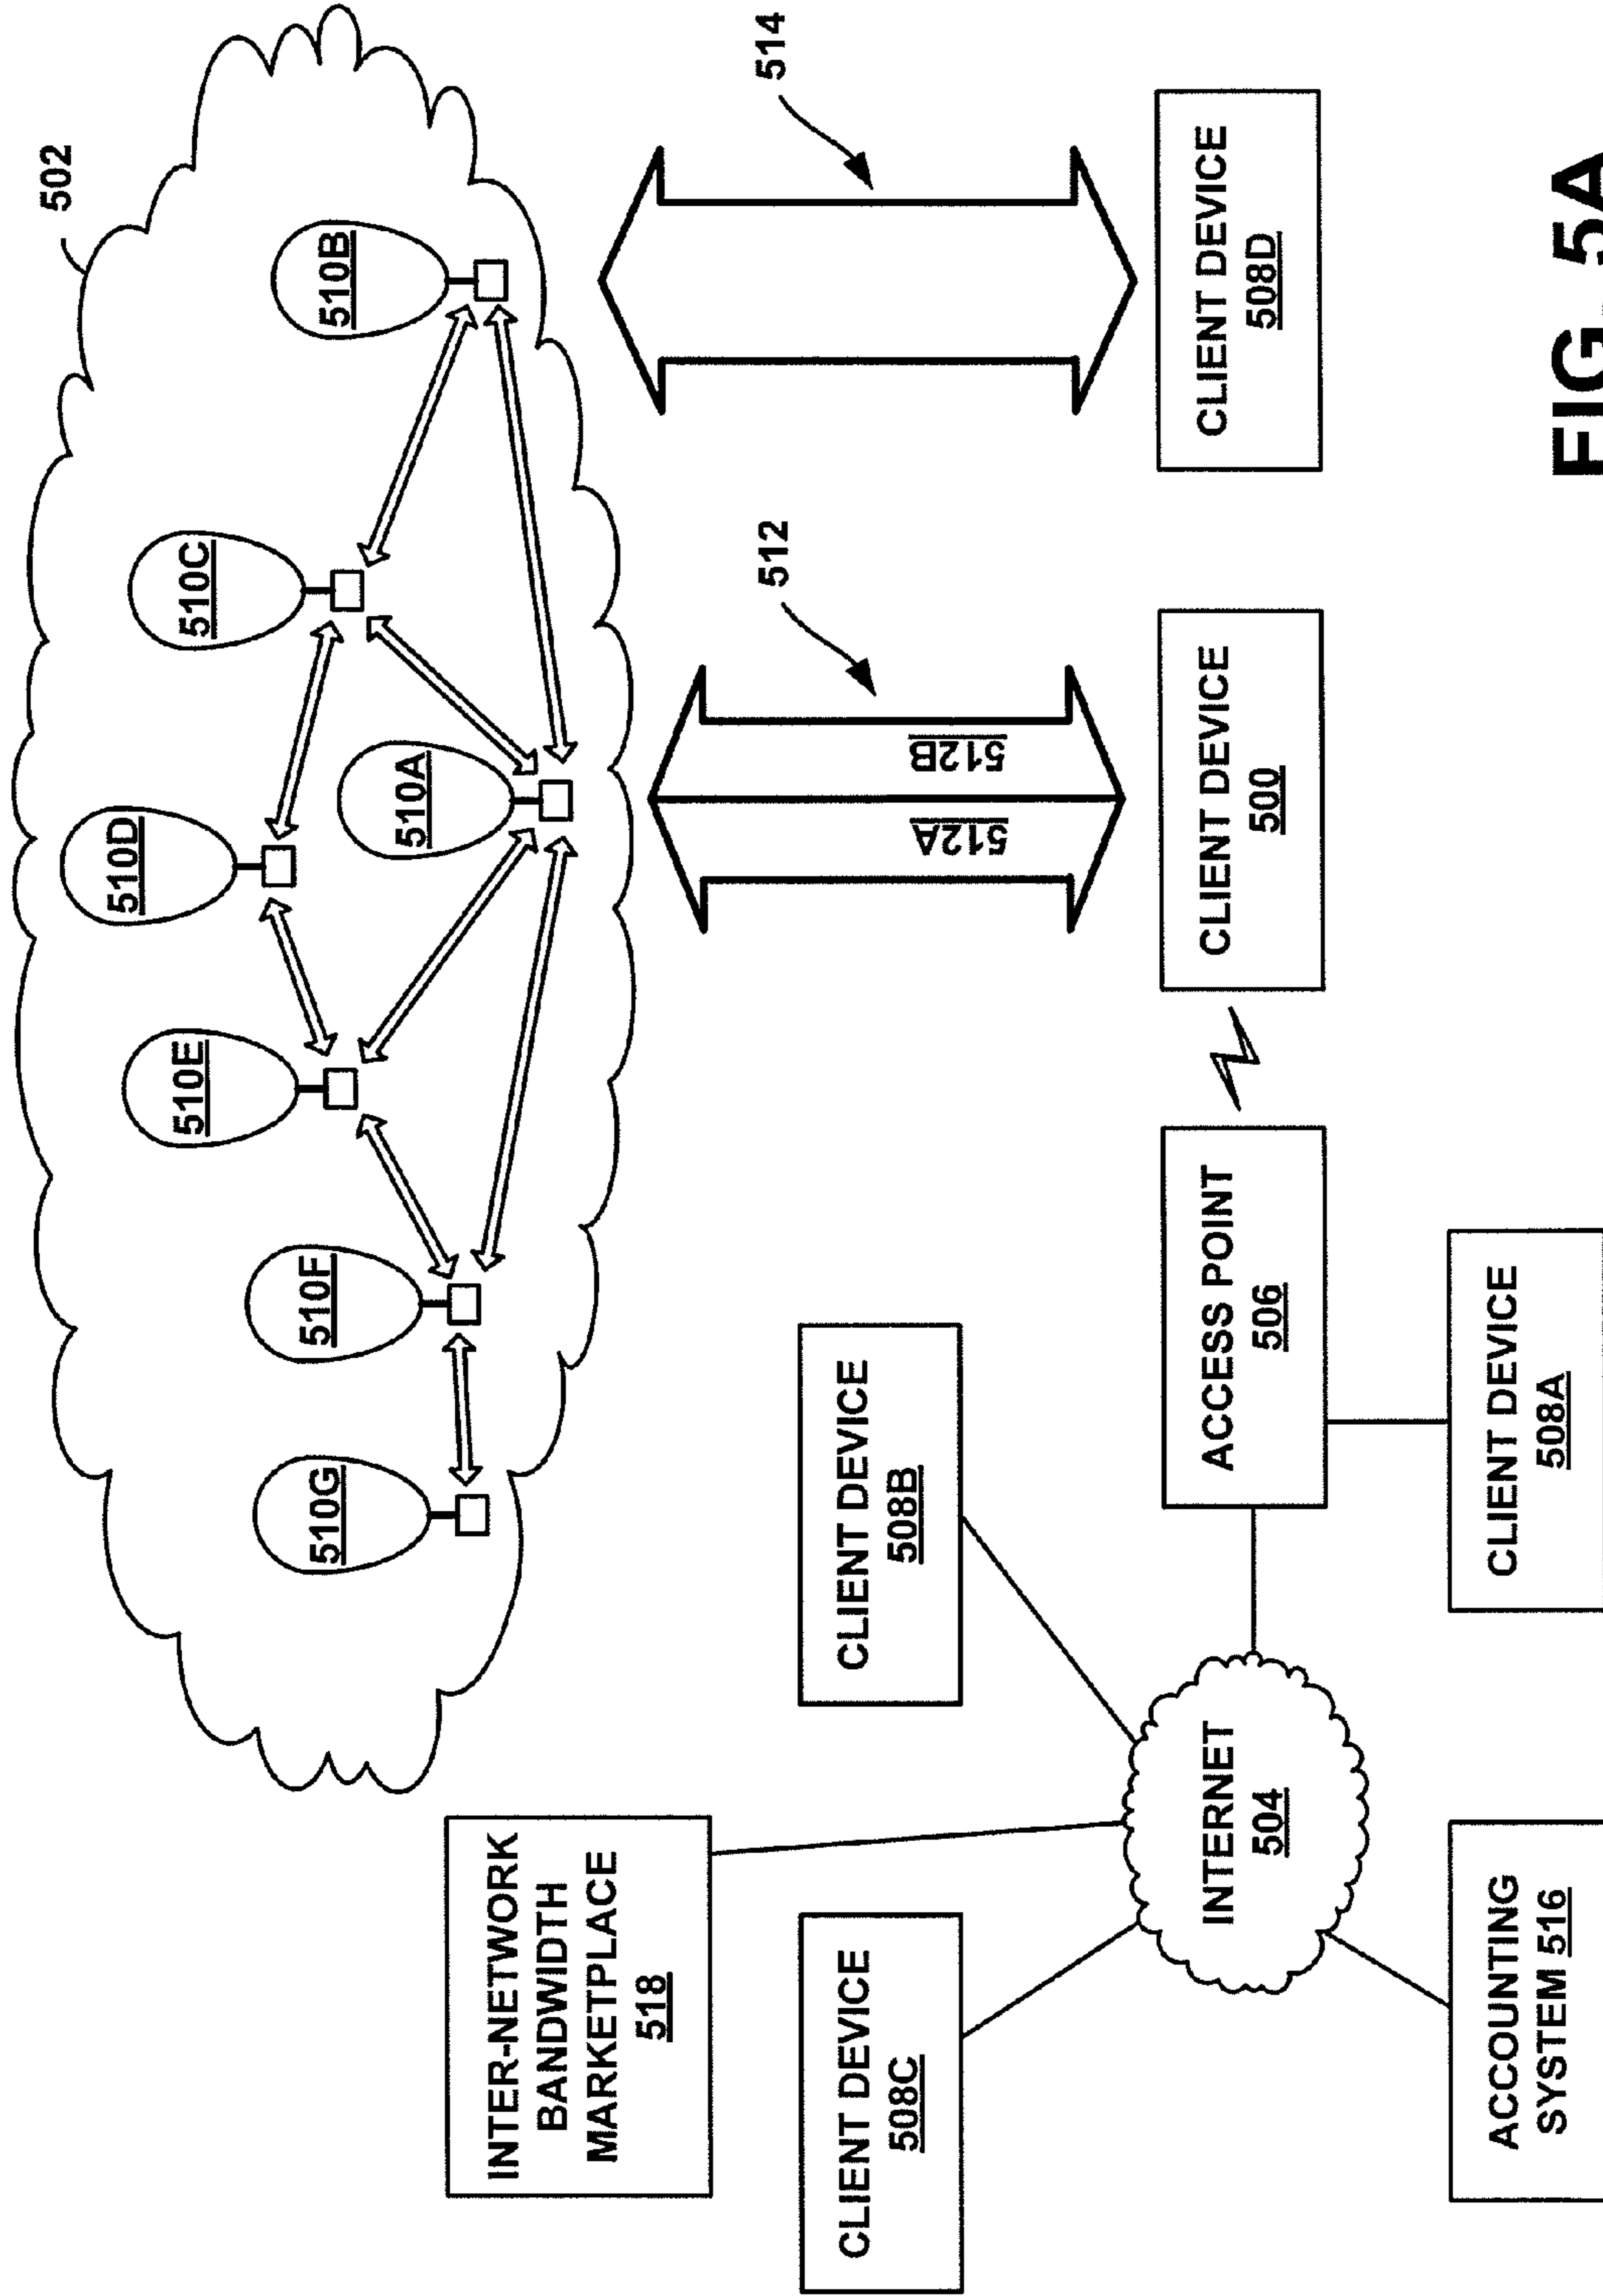 502
510B
510C
510D
510A
510E
510F
510G
514
512
512A
512B
CLIENT DEVICE
508D
CLIENT DEVICE
500
ACCESS POINT
506
CLIENT DEVICE
508A
CLIENT DEVICE
508B
INTER-NETWORK
BANDWIDTH
MARKETPLACE
518
CLIENT DEVICE
508C
INTERNET
504
ACCOUNTING
SYSTEM 516
FIG. 5A